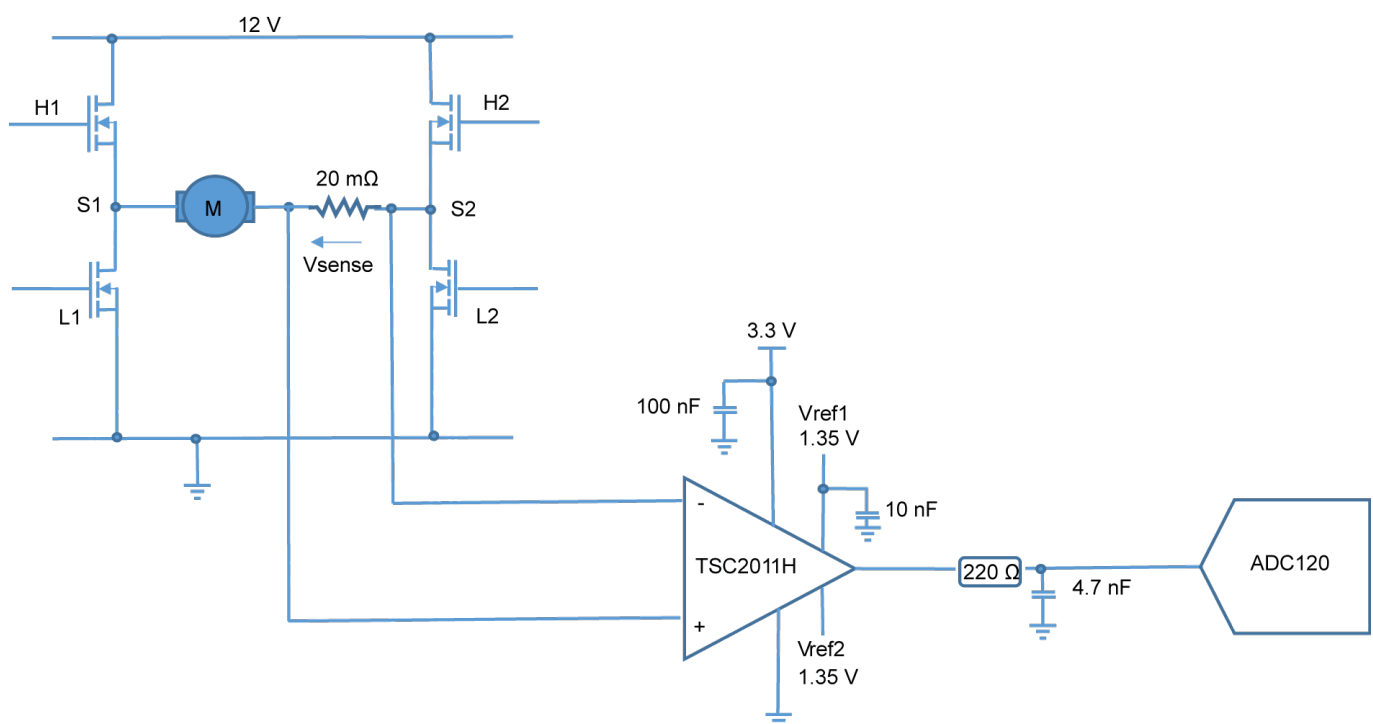 12 V
H1
H2
20 mΩ
S1
M
S2
Vsense
L1
L2
3.3 V
100 nF
Vref1
1.35 V
-
10 nF
TSC2011H
220 Ω
ADC120
4.7 nF
+
Vref2
1.35 V